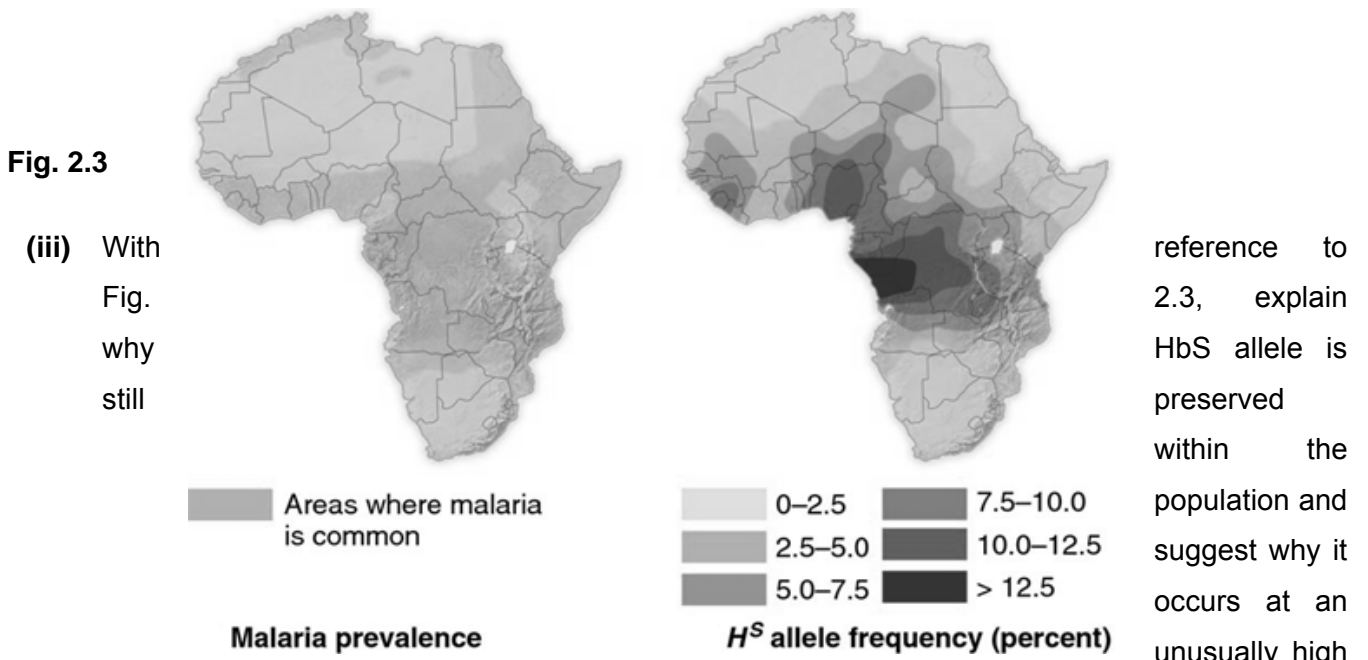 Fig. 2.3
(iii) With reference to
Fig. 2.3, explain
why HbS allele is
still preserved
within the
population and
suggest why it
occurs at an
unusually high
Areas where malaria
is common
Malaria prevalence
0–2.5
2.5–5.0
5.0–7.5
7.5–10.0
10.0–12.5
> 12.5
H^S allele frequency (percent)